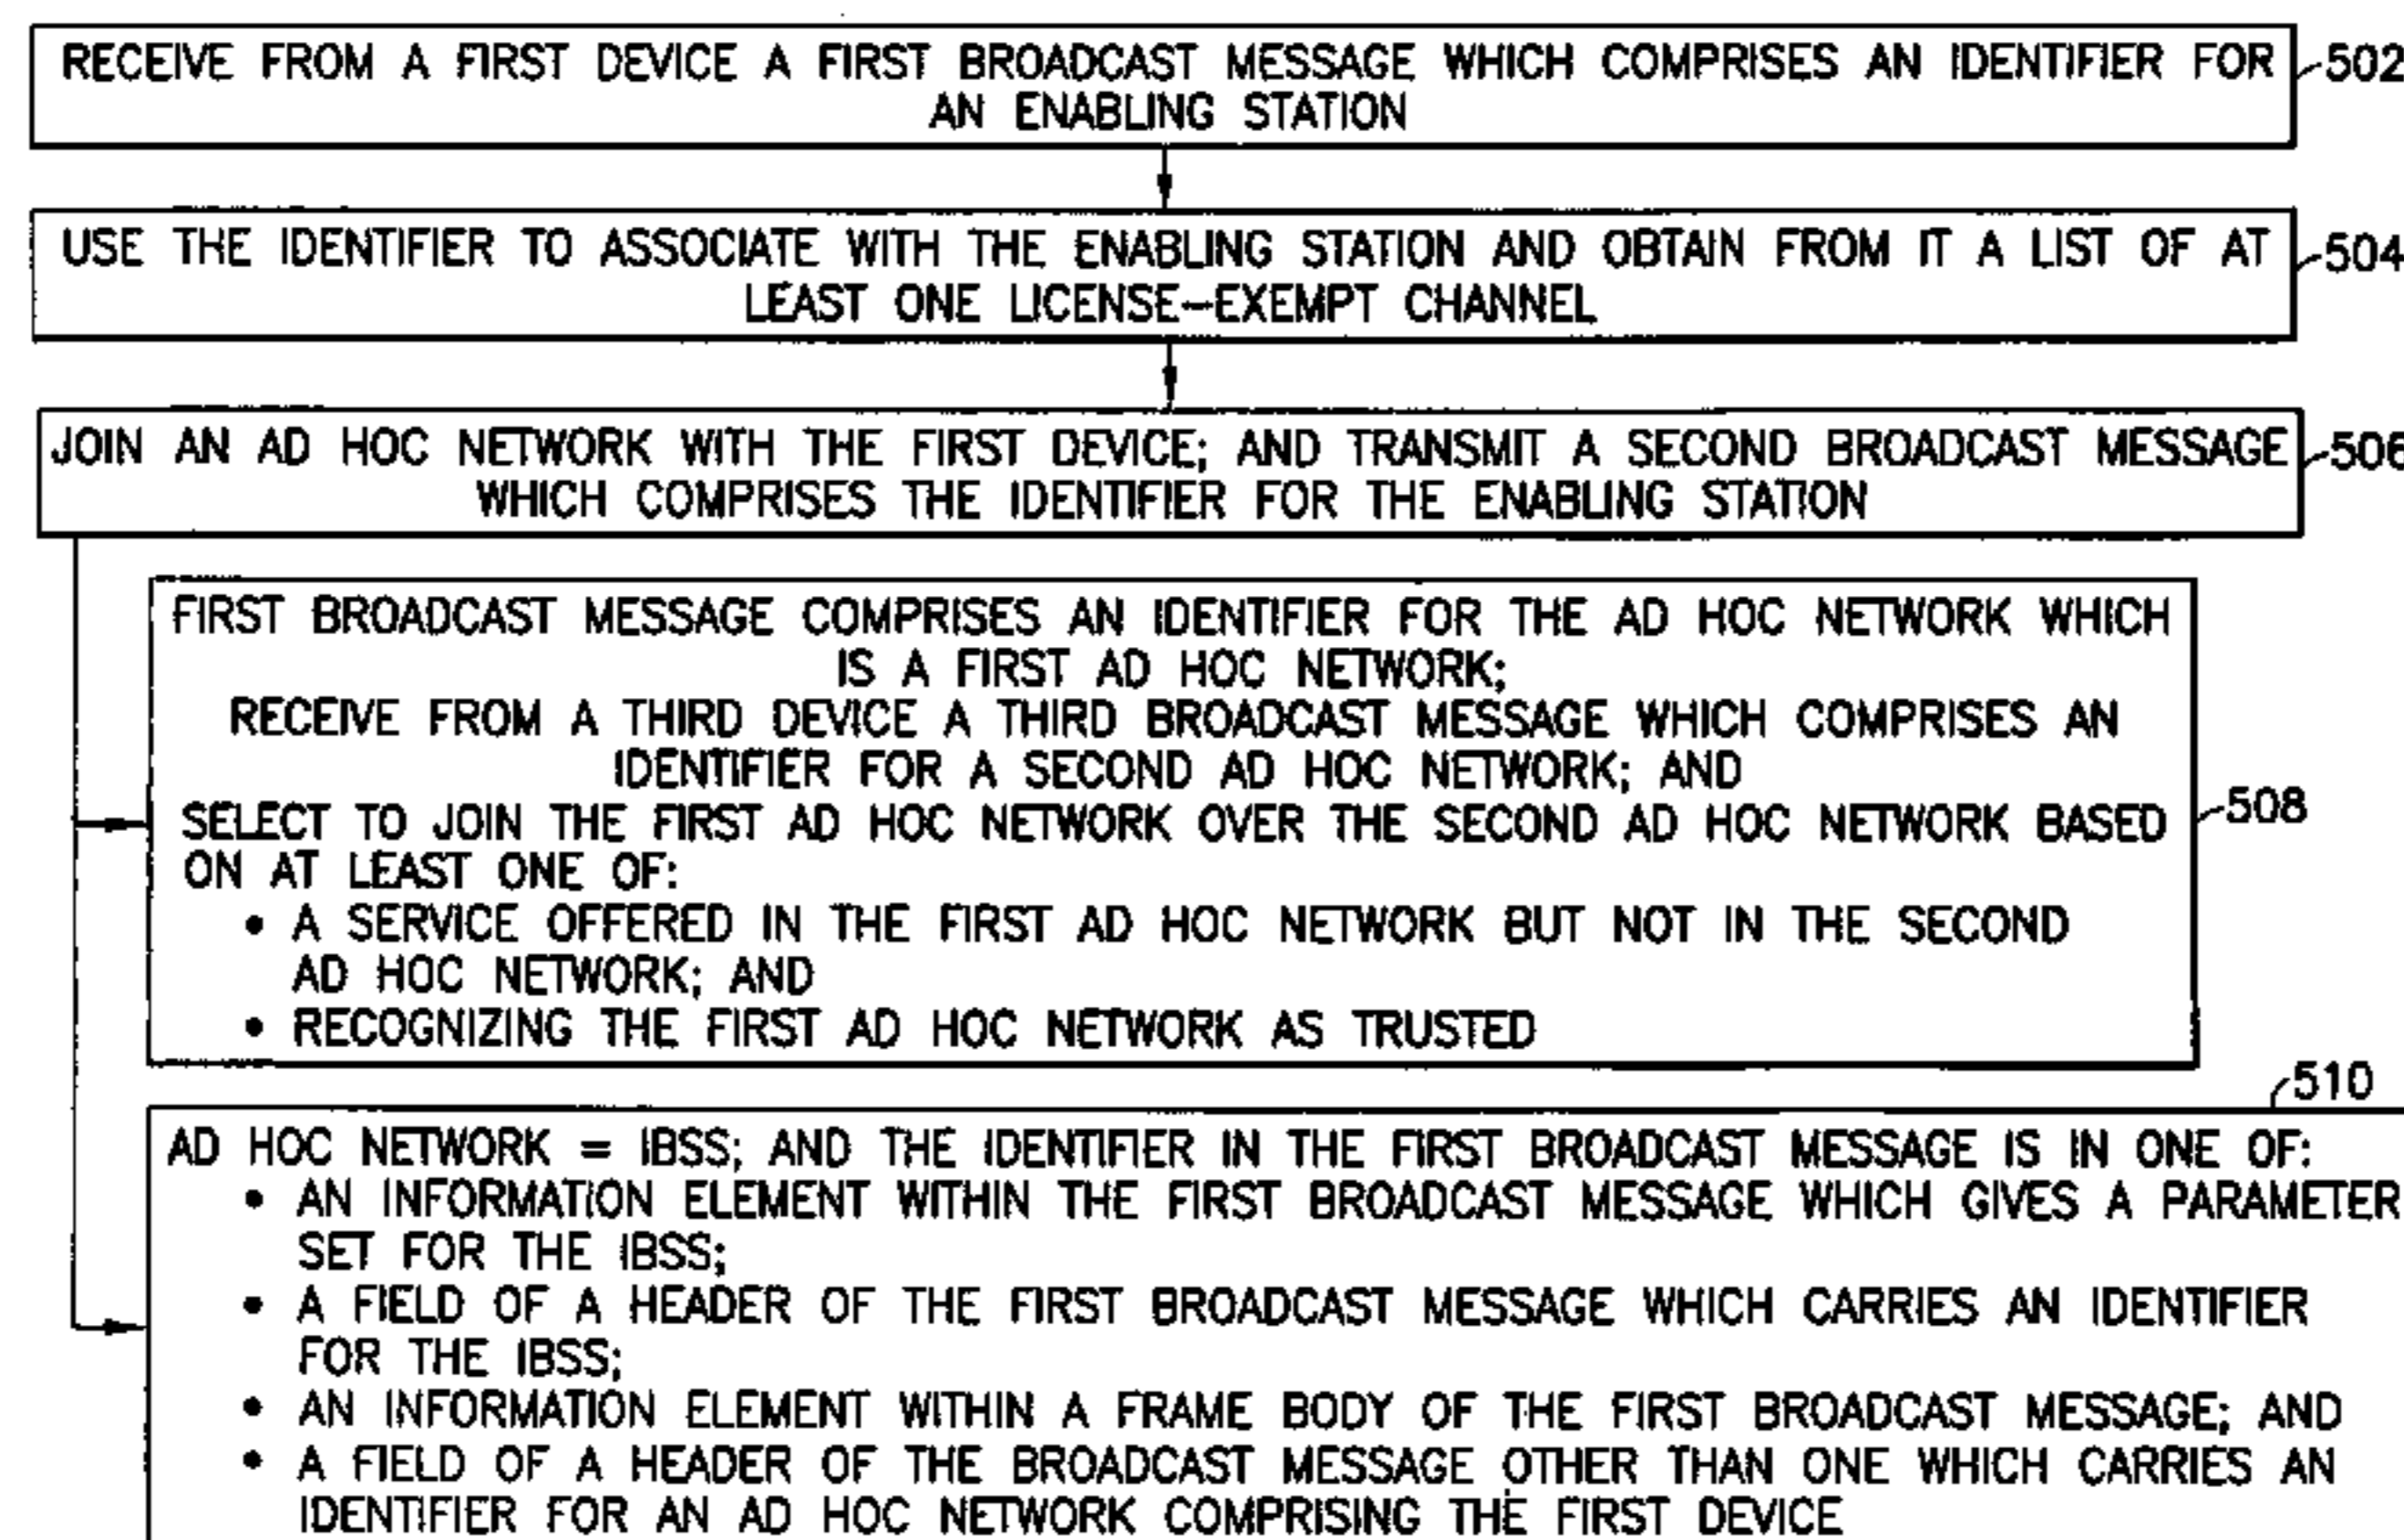 RECEIVE FROM A FIRST DEVICE A FIRST BROADCAST MESSAGE WHICH COMPRISES AN IDENTIFIER FOR
AN ENABLING STATION
502
USE THE IDENTIFIER TO ASSOCIATE WITH THE ENABLING STATION AND OBTAIN FROM IT A LIST OF AT
LEAST ONE LICENSE-EXEMPT CHANNEL
504
JOIN AN AD HOC NETWORK WITH THE FIRST DEVICE; AND TRANSMIT A SECOND BROADCAST MESSAGE
WHICH COMPRISES THE IDENTIFIER FOR THE ENABLING STATION
506
FIRST BROADCAST MESSAGE COMPRISES AN IDENTIFIER FOR THE AD HOC NETWORK WHICH
IS A FIRST AD HOC NETWORK;
RECEIVE FROM A THIRD DEVICE A THIRD BROADCAST MESSAGE WHICH COMPRISES AN
IDENTIFIER FOR A SECOND AD HOC NETWORK; AND
SELECT TO JOIN THE FIRST AD HOC NETWORK OVER THE SECOND AD HOC NETWORK BASED
ON AT LEAST ONE OF:
• A SERVICE OFFERED IN THE FIRST AD HOC NETWORK BUT NOT IN THE SECOND
AD HOC NETWORK; AND
• RECOGNIZING THE FIRST AD HOC NETWORK AS TRUSTED
508
510
AD HOC NETWORK = IBSS; AND THE IDENTIFIER IN THE FIRST BROADCAST MESSAGE IS IN ONE OF:
• AN INFORMATION ELEMENT WITHIN THE FIRST BROADCAST MESSAGE WHICH GIVES A PARAMETER
SET FOR THE IBSS;
• A FIELD OF A HEADER OF THE FIRST BROADCAST MESSAGE WHICH CARRIES AN IDENTIFIER
FOR THE IBSS;
• AN INFORMATION ELEMENT WITHIN A FRAME BODY OF THE FIRST BROADCAST MESSAGE; AND
• A FIELD OF A HEADER OF THE BROADCAST MESSAGE OTHER THAN ONE WHICH CARRIES AN
IDENTIFIER FOR AN AD HOC NETWORK COMPRISING THE FIRST DEVICE